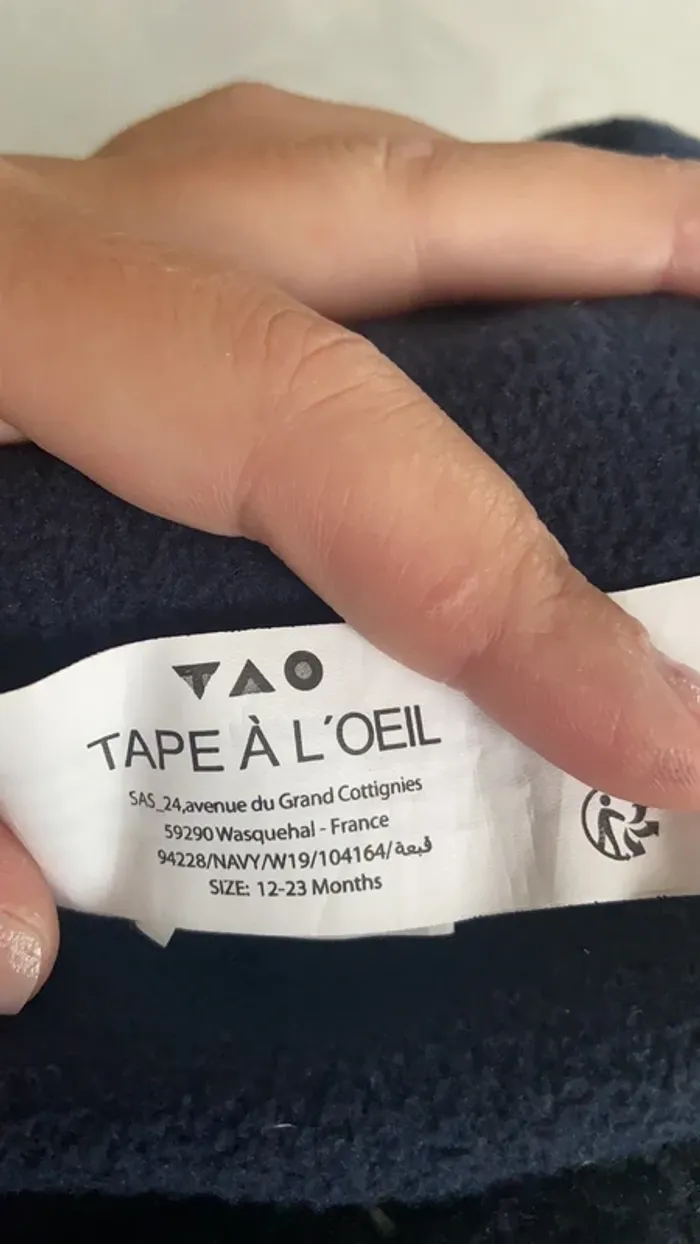 TAO
TAPE À L'OEIL
SAS_24,avenue du Grand Cottignies
59290 Wasquehal - France
94228/NAVY/W19/104164/قبعة
SIZE: 12-23 Months